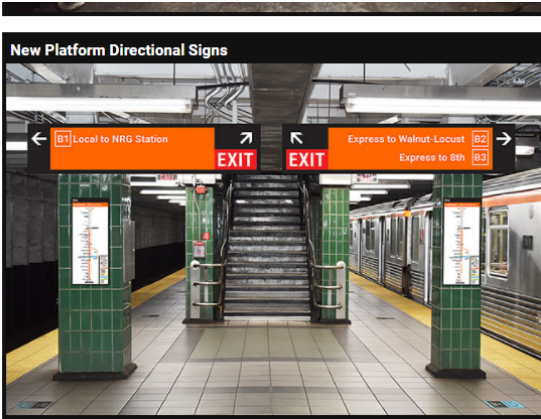 New Platform Directional Signs
← B1 Local to NRG Station ↗
EXIT
↖ Express to Walnut-Locust B2 →
Express to 8th B3
EXIT